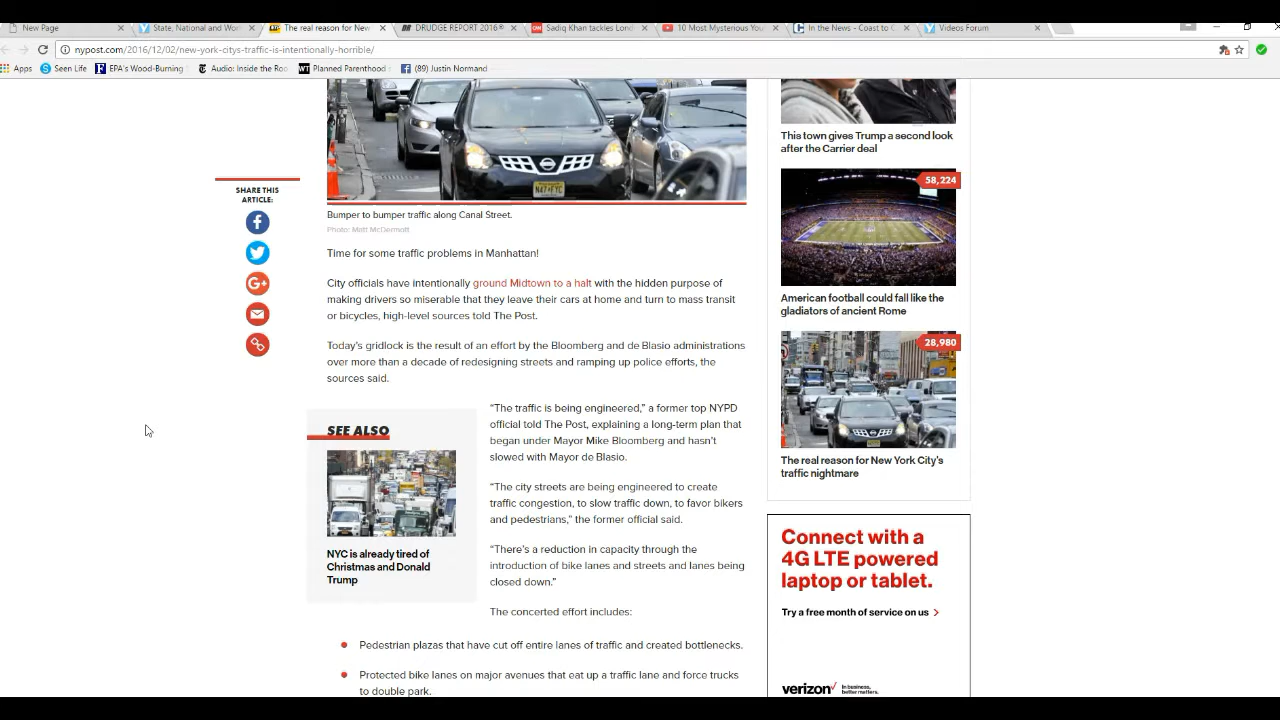 New Page
State, National and Wor
The real reason for New
DRUDGE REPORT 2016®
Sadiq Khan tackles Lond
10 Most Mysterious You
In the News - Coast to C
Videos Forum
nypost.com/2016/12/02/new-york-citys-traffic-is-intentionally-horrible/
Apps
Seen Life
EPA's Wood-Burning
Audio: Inside the Roo
Planned Parenthood
(89) Justin Normand
SHARE THIS
ARTICLE:
N47 FYC
Bumper to bumper traffic along Canal Street.
Photo: Matt McDermott
Time for some traffic problems in Manhattan!
City officials have intentionally ground Midtown to a halt with the hidden purpose of
making drivers so miserable that they leave their cars at home and turn to mass transit
or bicycles, high-level sources told The Post.
Today's gridlock is the result of an effort by the Bloomberg and de Blasio administrations
over more than a decade of redesigning streets and ramping up police efforts, the
sources said.
SEE ALSO
NYC is already tired of
Christmas and Donald
Trump
“The traffic is being engineered,” a former top NYPD
official told The Post, explaining a long-term plan that
began under Mayor Mike Bloomberg and hasn't
slowed with Mayor de Blasio.
“The city streets are being engineered to create
traffic congestion, to slow traffic down, to favor bikers
and pedestrians,” the former official said.
“There's a reduction in capacity through the
introduction of bike lanes and streets and lanes being
closed down.”
The concerted effort includes:
Pedestrian plazas that have cut off entire lanes of traffic and created bottlenecks.
Protected bike lanes on major avenues that eat up a traffic lane and force trucks
to double park.
This town gives Trump a second look
after the Carrier deal
58,224
American football could fall like the
gladiators of ancient Rome
28,980
The real reason for New York City's
traffic nightmare
Connect with a
4G LTE powered
laptop or tablet.
Try a free month of service on us
verizon
In business,
better matters.